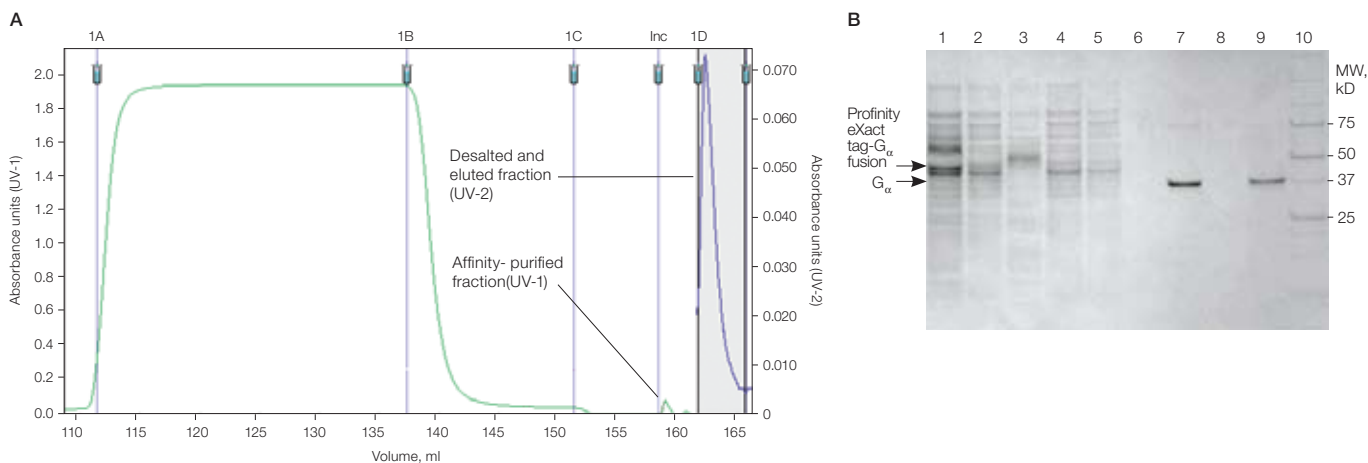 A
1A 1B 1C Inc 1D
2.0
1.8
1.6
1.4
1.2
1.0
0.8
0.6
0.4
0.2
0.0
Absorbance units (UV-1)
Desalted and
eluted fraction
(UV-2)
Affinity- purified
fraction(UV-1)
0.070
0.060
0.050
0.040
0.030
0.020
0.010
0
Absorbance units (UV-2)
110 115 120 125 130 135 140 145 150 155 160 165
Volume, ml
B
1 2 3 4 5 6 7 8 9 10
MW,
kD
Profinity
eXact
tag-Gα
fusion
Gα
75
50
37
25